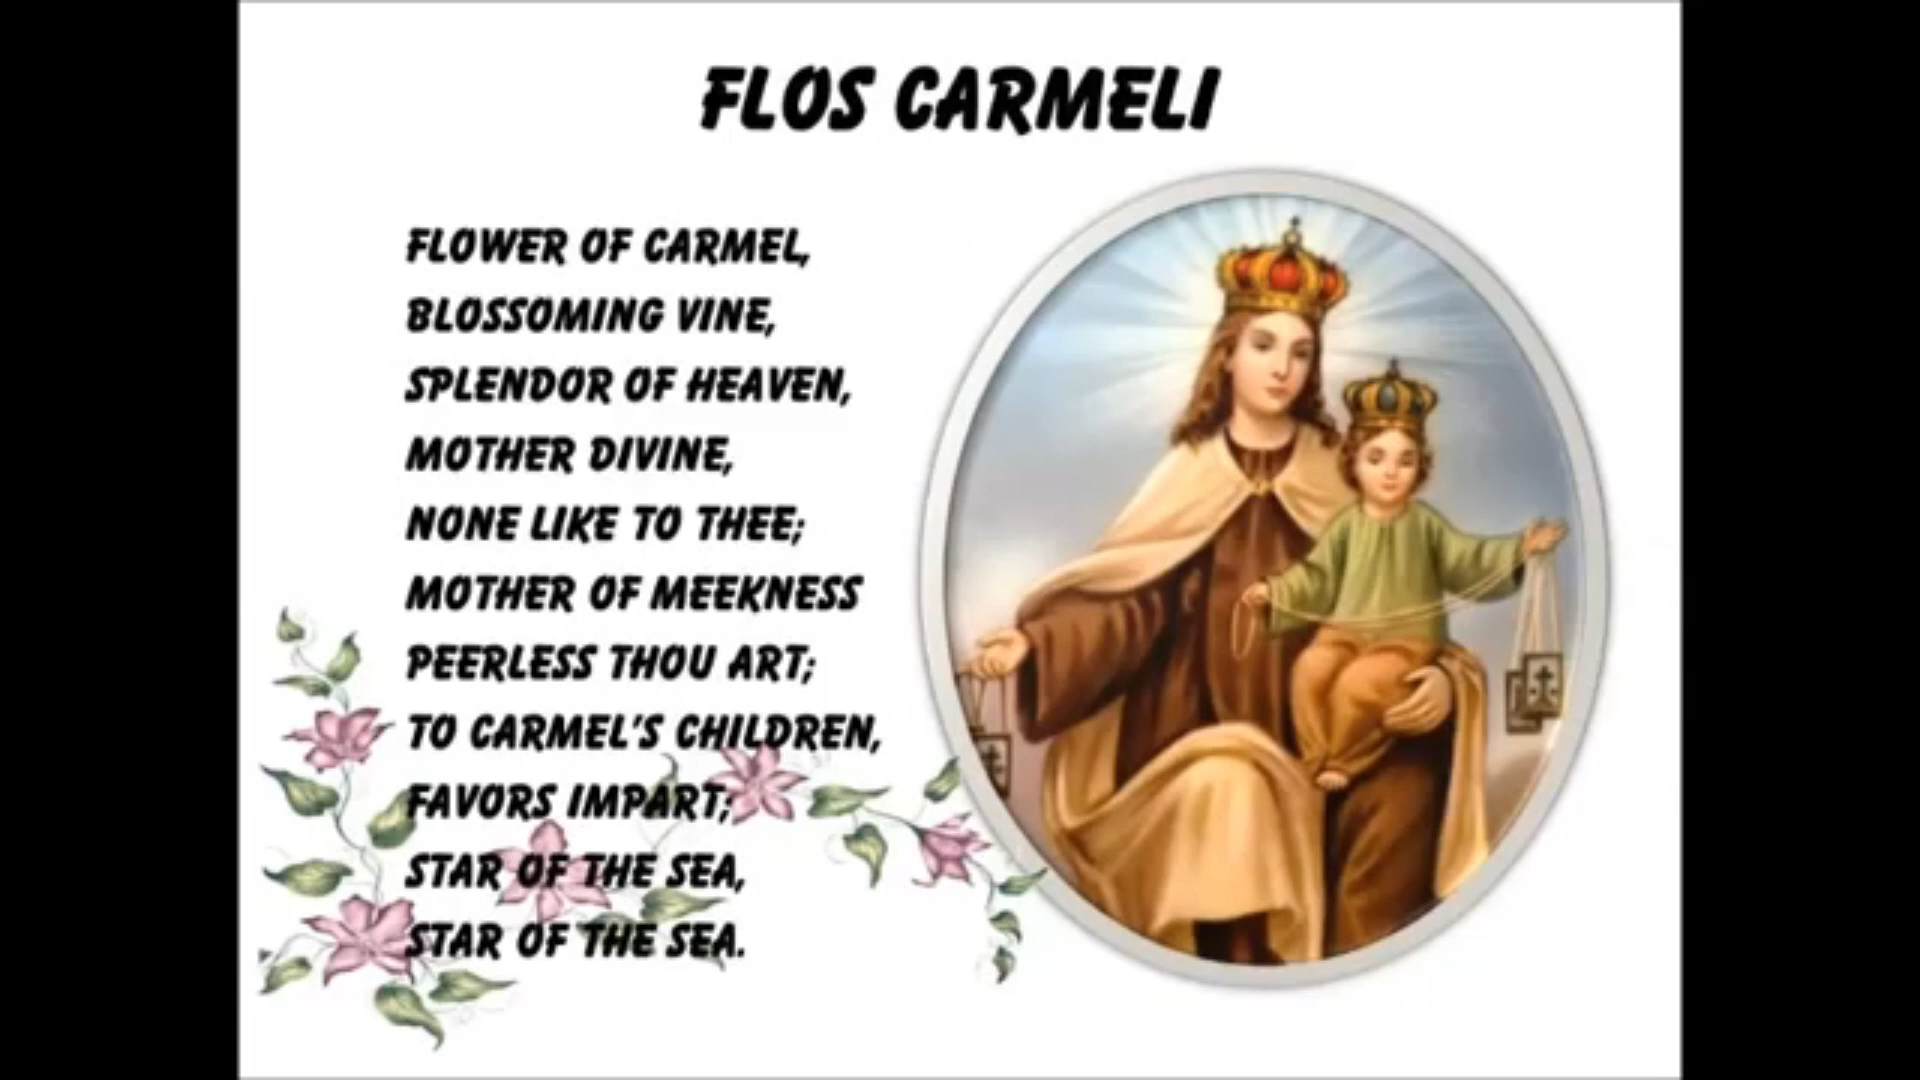 FLOS CARMELI
FLOWER OF CARMEL,
BLOSSOMING VINE,
SPLENDOR OF HEAVEN,
MOTHER DIVINE,
NONE LIKE TO THEE;
MOTHER OF MEEKNESS
PEERLESS THOU ART;
TO CARMEL'S CHILDREN,
FAVORS IMPART;
STAR OF THE SEA,
STAR OF THE SEA.